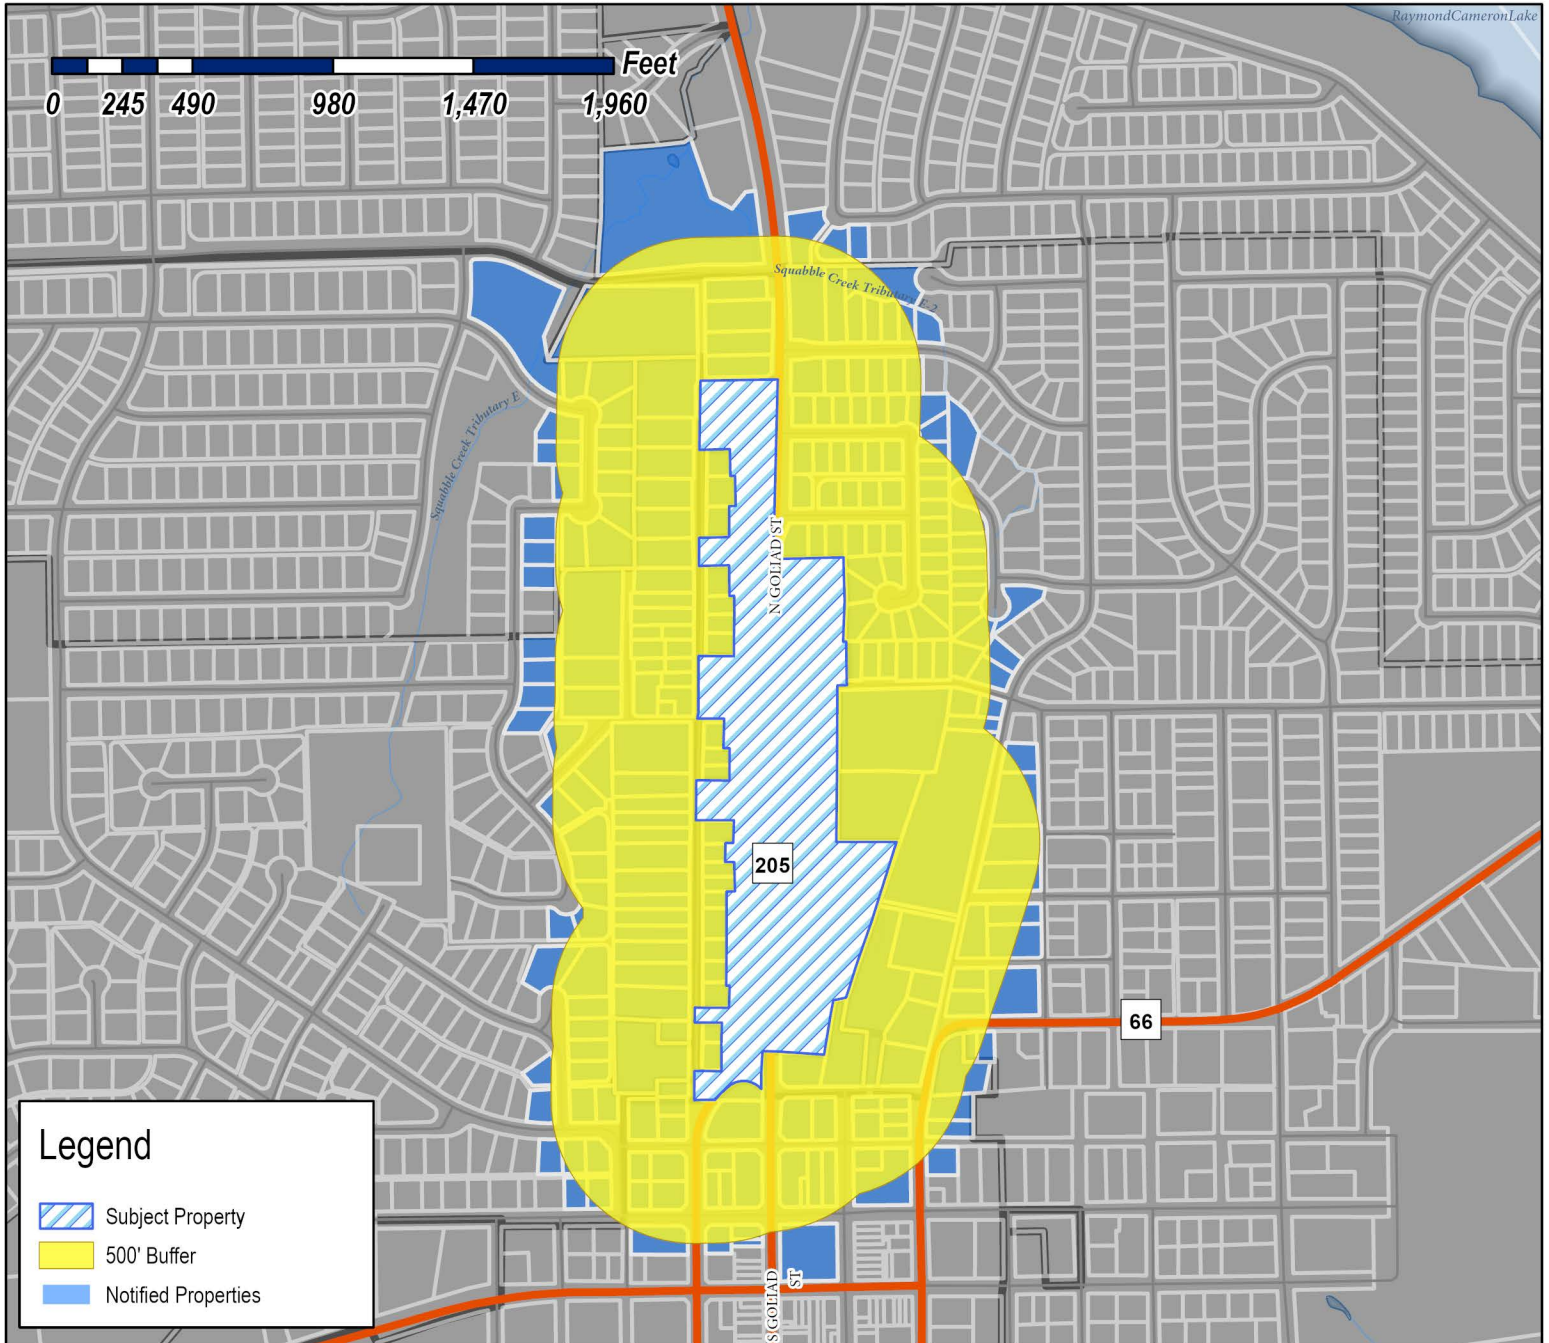 RaymondCameronLake
Feet
0 245 490 980 1,470 1,960
Squabble Creek Tributary E-2
Squabble Creek Tributary E
N GOLIAD ST
205
66
Legend
Subject Property
500' Buffer
Notified Properties
S GOLIAD
ST